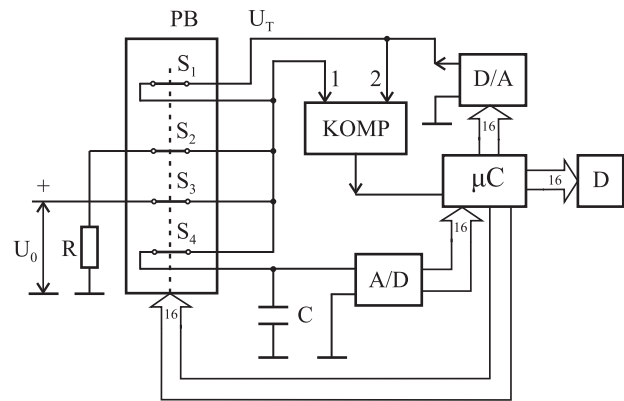 PB
U_T
S_1
1
2
D/A
KOMP
16
S_2
μC
16
D
+
S_3
U_0
R
S_4
16
A/D
C
16